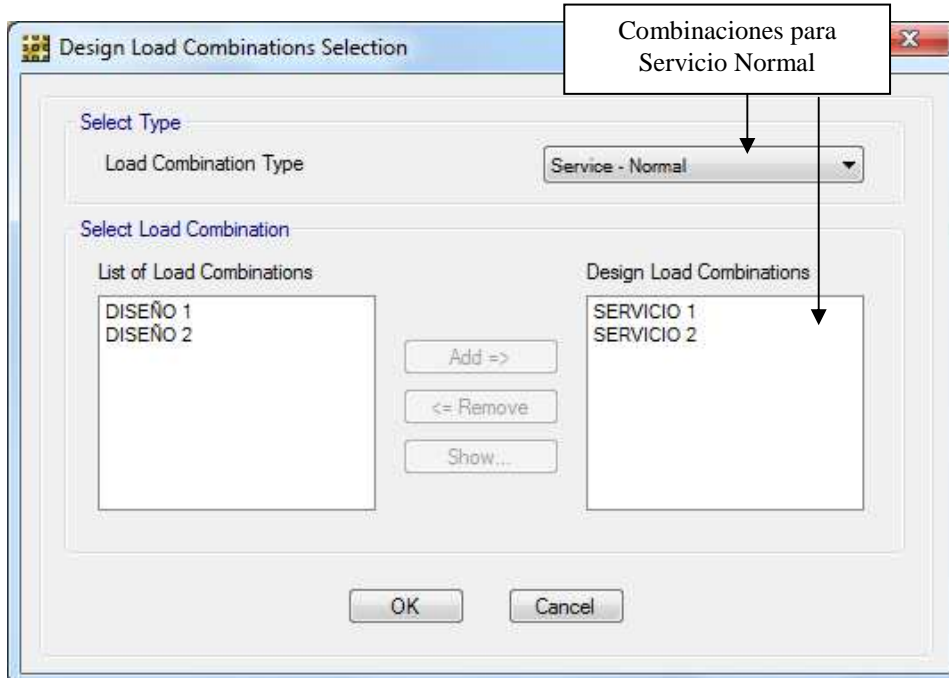 Design Load Combinations Selection
Combinaciones para
Servicio Normal
Select Type
Load Combination Type
Service - Normal
Select Load Combination
List of Load Combinations
DISEÑO 1
DISEÑO 2
Add =>
<= Remove
Show...
Design Load Combinations
SERVICIO 1
SERVICIO 2
OK
Cancel